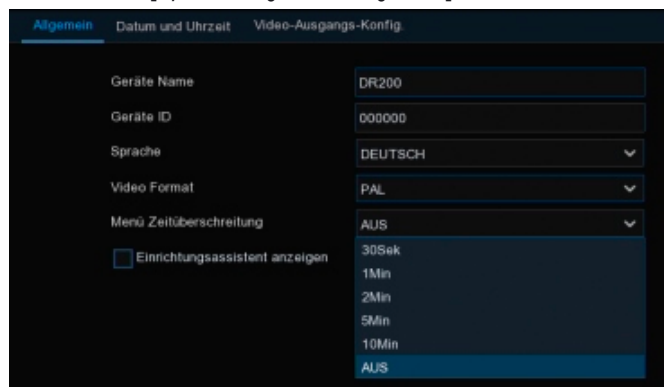 Allgemein Datum und Uhrzeit Video-Ausgangs-Konfig.
Geräte Name DR200
Geräte ID 000000
Sprache DEUTSCH
Video Format PAL
Menü Zeitüberschreitung AUS
Einrichtungsassistent anzeigen
30Sek
1Min
2Min
5Min
10Min
AUS